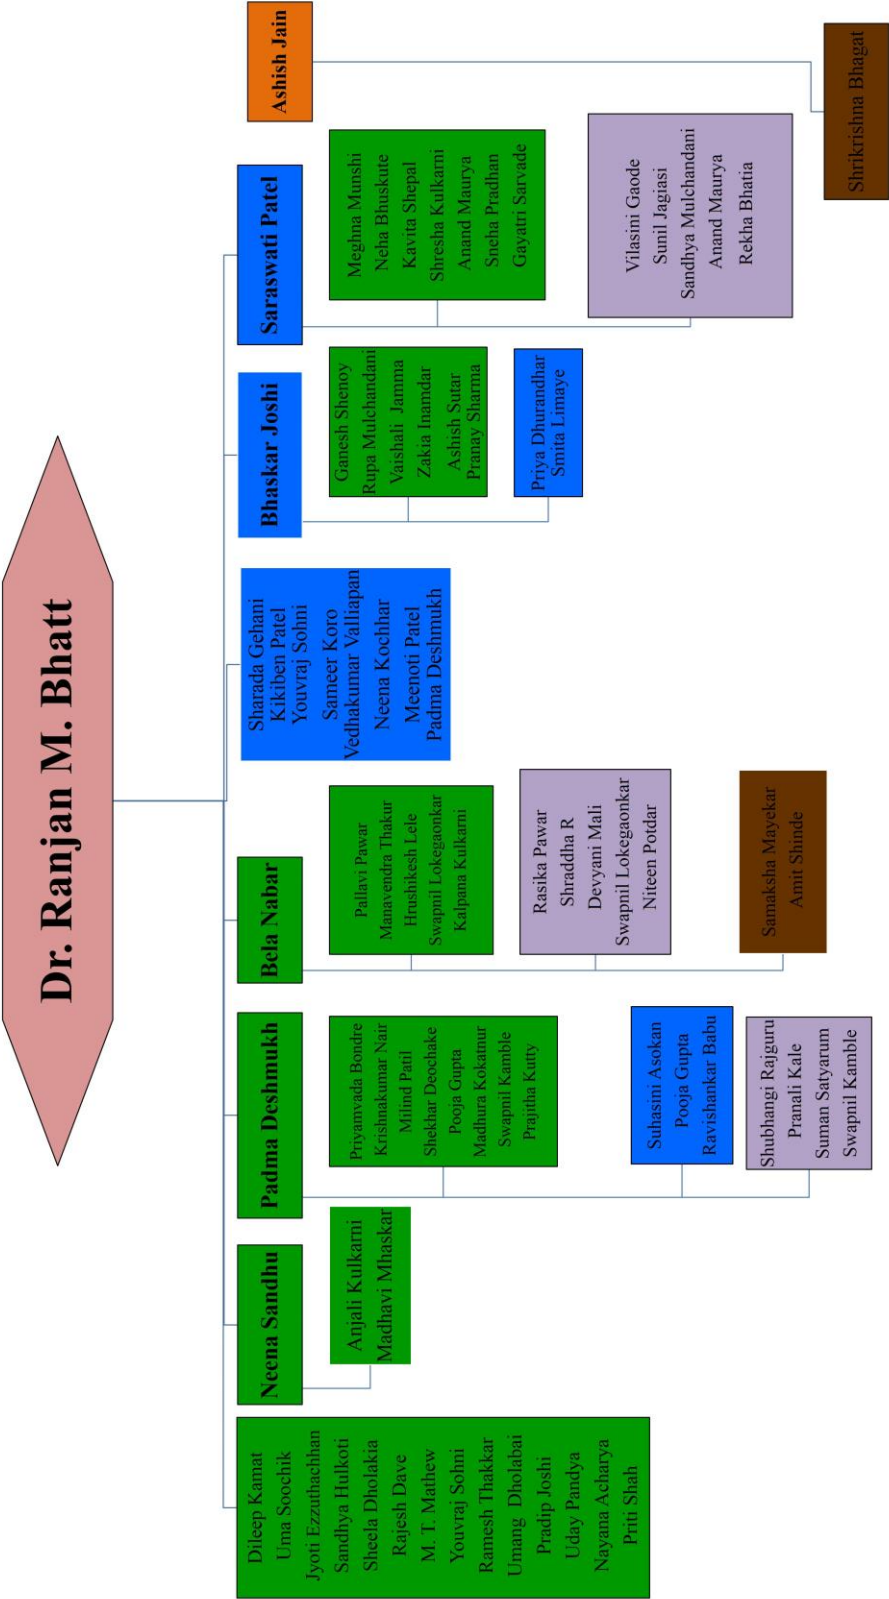 Dr. Ranjan M. Bhatt
Dileep Kamat
Uma Soochik
Jyoti Ezzuthachhan
Sandhya Hulkoti
Sheela Dholakia
Rajesh Dave
M. T. Mathew
Youvraj Sohni
Ramesh Thakkar
Umang Dholabai
Pradip Joshi
Uday Pandya
Nayana Acharya
Priti Shah
Neena Sandhu
Anjali Kulkarni
Madhavi Mhaskar
Padma Deshmukh
Priyamvada Bondre
Krishnakumar Nair
Milind Patil
Shekhar Deochake
Pooja Gupta
Madhura Kokatnur
Swapnil Kamble
Prajitha Kutty
Suhasini Asokan
Pooja Gupta
Ravishankar Babu
Shubhangi Rajguru
Pranali Kale
Suman Satyarum
Swapnil Kamble
Bela Nabar
Pallavi Pawar
Manavendra Thakur
Hrushikesh Lele
Swapnil Lokegaonkar
Kalpana Kulkarni
Rasika Pawar
Shraddha R
Devyani Mali
Swapnil Lokegaonkar
Niteen Potdar
Samaksha Mayekar
Amit Shinde
Sharada Gehani
Kikiben Patel
Youvraj Sohni
Sameer Koro
Vedhakumar Valliapan
Neena Kochhar
Meenoti Patel
Padma Deshmukh
Bhaskar Joshi
Ganesh Shenoy
Rupa Mulchandani
Vaishali Jamma
Zakia Inamdar
Ashish Sutar
Pranay Sharma
Priya Dhurandhar
Smita Limaye
Saraswati Patel
Meghna Munshi
Neha Bhuskute
Kavita Shepal
Shresha Kulkarni
Anand Maurya
Sneha Pradhan
Gayatri Sarvade
Vilasini Gaode
Sunil Jagiasi
Sandhya Mulchandani
Anand Maurya
Rekha Bhatia
Ashish Jain
Shrikrishna Bhagat